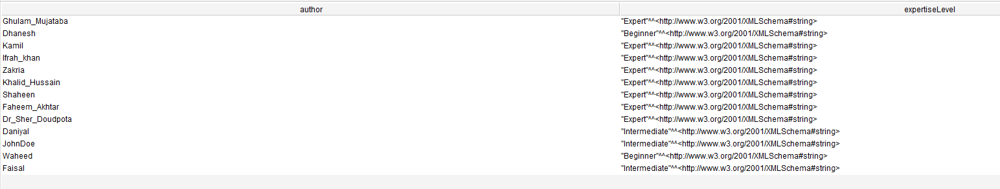 author expertiseLevel
Ghulam_Mujataba "Expert"^^<http://www.w3.org/2001/XMLSchema#string>
Dhanesh "Beginner"^^<http://www.w3.org/2001/XMLSchema#string>
Kamil "Expert"^^<http://www.w3.org/2001/XMLSchema#string>
Ifrah_khan "Expert"^^<http://www.w3.org/2001/XMLSchema#string>
Zakria "Expert"^^<http://www.w3.org/2001/XMLSchema#string>
Khalid_Hussain "Expert"^^<http://www.w3.org/2001/XMLSchema#string>
Shaheen "Expert"^^<http://www.w3.org/2001/XMLSchema#string>
Faheem_Akhtar "Expert"^^<http://www.w3.org/2001/XMLSchema#string>
Dr_Sher_Doudpota "Expert"^^<http://www.w3.org/2001/XMLSchema#string>
Daniyal "Intermediate"^^<http://www.w3.org/2001/XMLSchema#string>
JohnDoe "Intermediate"^^<http://www.w3.org/2001/XMLSchema#string>
Waheed "Beginner"^^<http://www.w3.org/2001/XMLSchema#string>
Faisal "Intermediate"^^<http://www.w3.org/2001/XMLSchema#string>